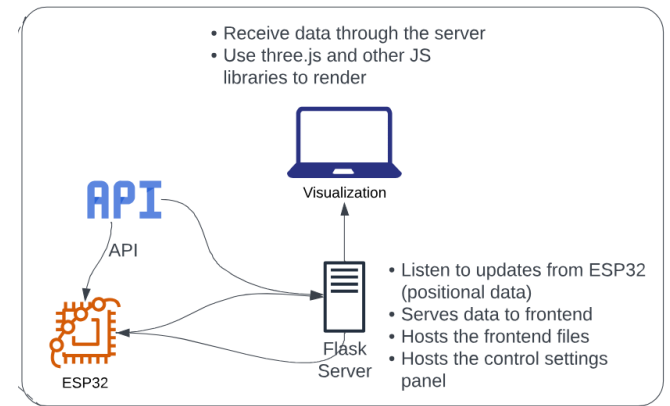 • Receive data through the server
• Use three.js and other JS
libraries to render
Visualization
API
API
ESP32
Flask
Server
• Listen to updates from ESP32
(positional data)
• Serves data to frontend
• Hosts the frontend files
• Hosts the control settings
panel